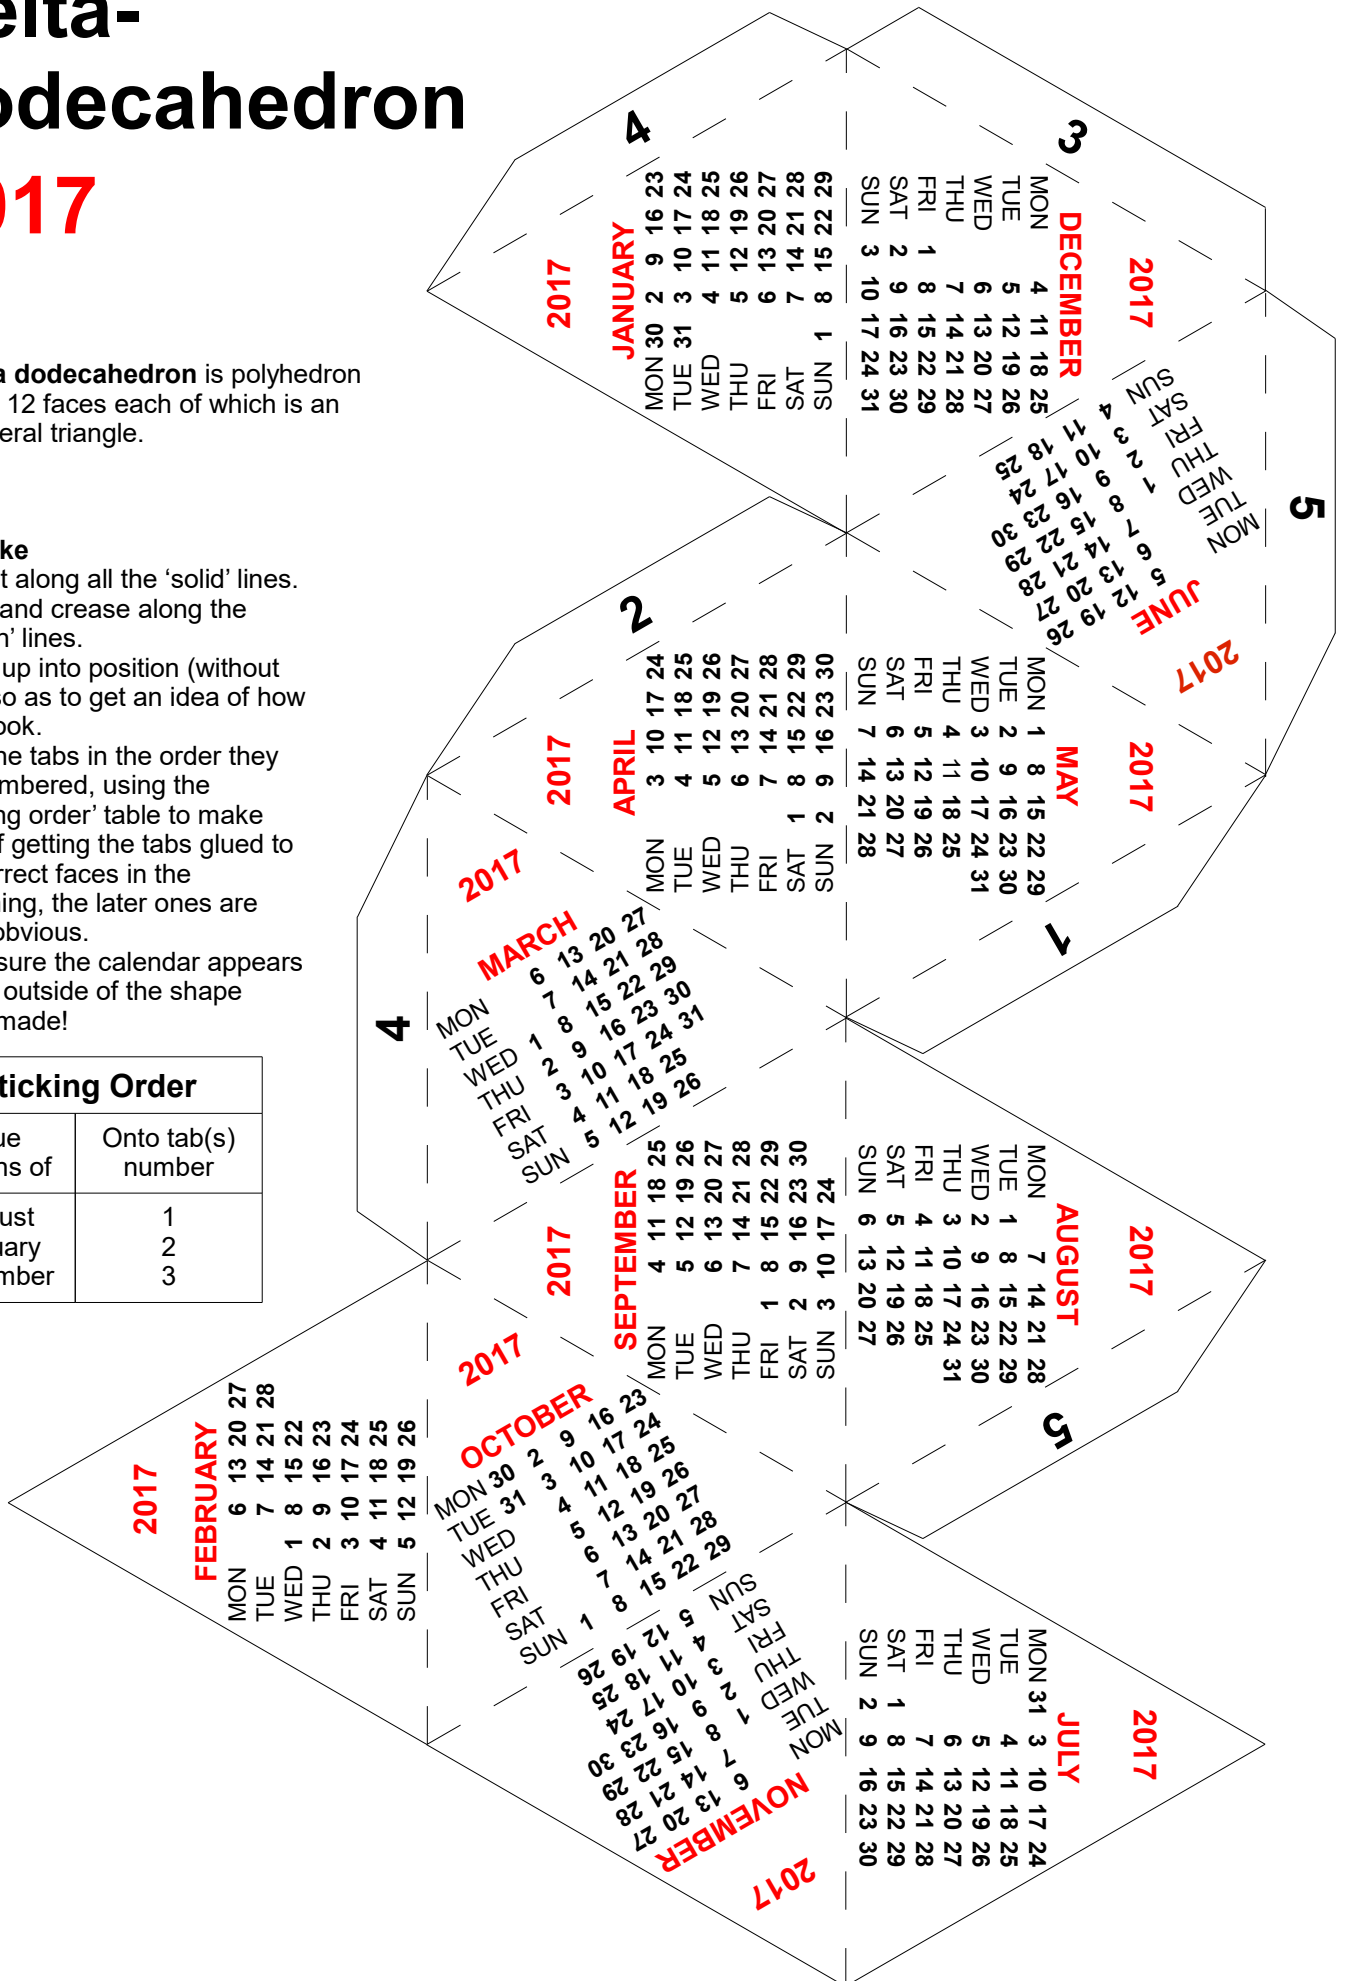 elta-
odecahedron
017
a dodecahedron is polyhedron
12 faces each of which is an
eral triangle.
ke
t along all the ‘solid’ lines.
and crease along the
n’ lines.
up into position (without
so as to get an idea of how
ook.
he tabs in the order they
mbered, using the
ng order’ table to make
f getting the tabs glued to
rrect faces in the
ning, the later ones are
obvious.
sure the calendar appears
outside of the shape
made!
ticking Order
ue
ns of
Onto tab(s)
number
ust 1
uary 2
mber 3
4
2017
JANUARY
MON 30 2 9 16 23
TUE 31 3 10 17 24
WED 4 11 18 25
THU 5 12 19 26
FRI 6 13 20 27
SAT 7 14 21 28
SUN 1 8 15 22 29
3
2017
DECEMBER
MON 4 11 18 25
TUE 5 12 19 26
WED 6 13 20 27
THU 7 14 21 28
FRI 1 8 15 22 29
SAT 2 9 16 23 30
SUN 3 10 17 24 31
5
2017
JUNE
MON 5 12 19 26
TUE 6 13 20 27
WED 7 14 21 28
THU 1 8 15 22 29
FRI 2 9 16 23 30
SAT 3 10 17 24
SUN 4 11 18 25
2
2017
APRIL
MON 3 10 17 24
TUE 4 11 18 25
WED 5 12 19 26
THU 6 13 20 27
FRI 7 14 21 28
SAT 1 8 15 22 29
SUN 2 9 16 23 30
2017
MAY
MON 1 8 15 22 29
TUE 2 9 16 23 30
WED 3 10 17 24 31
THU 4 11 18 25
FRI 5 12 19 26
SAT 6 13 20 27
SUN 7 14 21 28
1
4
2017
MARCH
MON 6 13 20 27
TUE 7 14 21 28
WED 1 8 15 22 29
THU 2 9 16 23 30
FRI 3 10 17 24 31
SAT 4 11 18 25
SUN 5 12 19 26
2017
SEPTEMBER
MON 4 11 18 25
TUE 5 12 19 26
WED 6 13 20 27
THU 7 14 21 28
FRI 1 8 15 22 29
SAT 2 9 16 23 30
SUN 3 10 17 24
2017
AUGUST
MON 7 14 21 28
TUE 1 8 15 22 29
WED 2 9 16 23 30
THU 3 10 17 24 31
FRI 4 11 18 25
SAT 5 12 19 26
SUN 6 13 20 27
5
2017
OCTOBER
MON 30 2 9 16 23
TUE 31 3 10 17 24
WED 4 11 18 25
THU 5 12 19 26
FRI 6 13 20 27
SAT 7 14 21 28
SUN 1 8 15 22 29
2017
FEBRUARY
MON 6 13 20 27
TUE 7 14 21 28
WED 1 8 15 22
THU 2 9 16 23
FRI 3 10 17 24
SAT 4 11 18 25
SUN 5 12 19 26
2017
NOVEMBER
MON 6 13 20 27
TUE 7 14 21 28
WED 1 8 15 22 29
THU 2 9 16 23 30
FRI 3 10 17 24
SAT 4 11 18 25
SUN 5 12 19 26
2017
JULY
MON 31 3 10 17 24
TUE 4 11 18 25
WED 5 12 19 26
THU 6 13 20 27
FRI 7 14 21 28
SAT 1 8 15 22 29
SUN 2 9 16 23 30